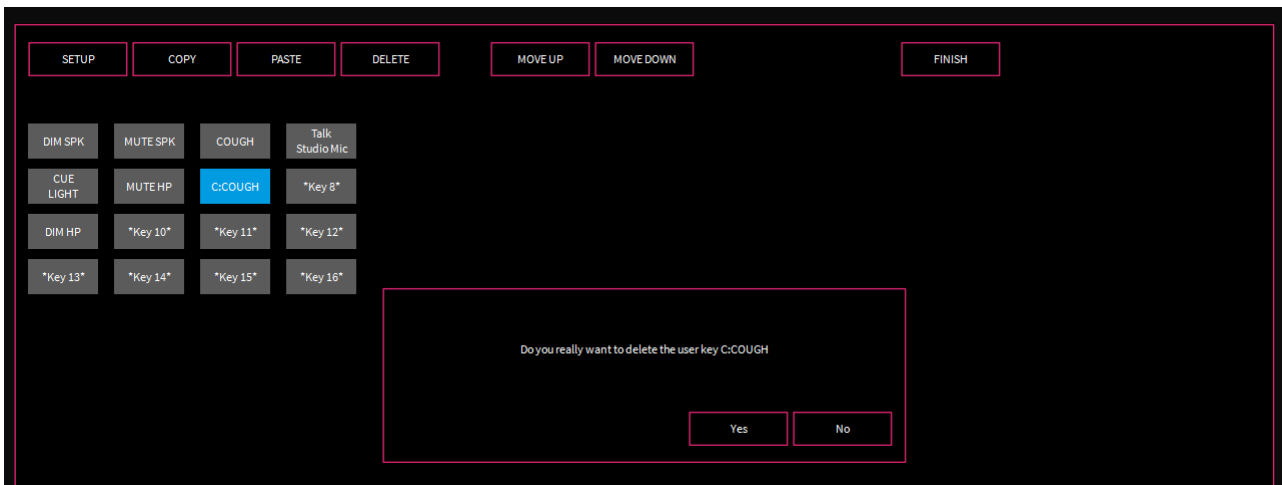 SETUP COPY PASTE DELETE MOVE UP MOVE DOWN FINISH
DIM SPK MUTE SPK COUGH Talk Studio Mic
CUE LIGHT MUTE HP C:COUGH *Key 8*
DIM HP *Key 10* *Key 11* *Key 12*
*Key 13* *Key 14* *Key 15* *Key 16*
Do you really want to delete the user key C:COUGH
Yes No